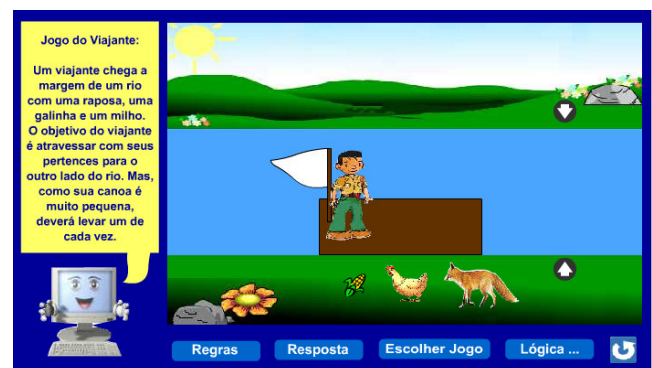 Jogo do Viajante:
Um viajante chega a
margem de um rio
com uma raposa, uma
galinha e um milho.
O objetivo do viajante
é atravessar com seus
pertences para o
outro lado do rio. Mas,
como sua canoa é
muito pequena,
deverá levar um de
cada vez.
Regras
Resposta
Escolher Jogo
Lógica ...